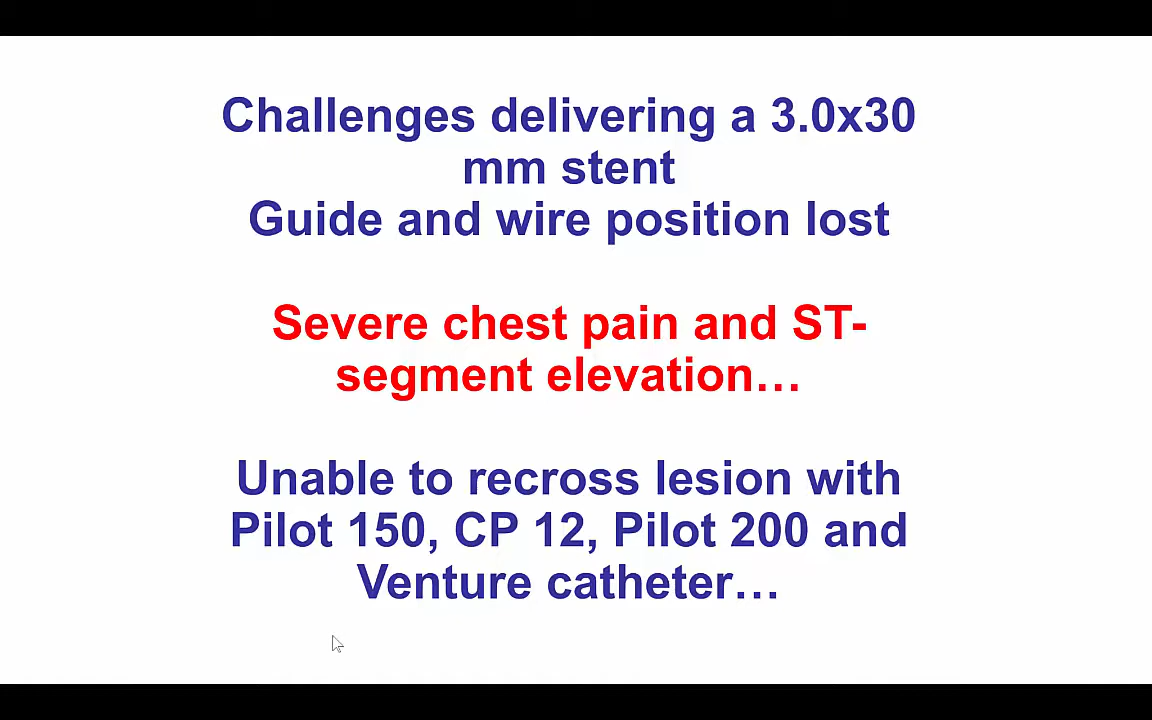 Challenges delivering a 3.0x30
mm stent
Guide and wire position lost
Severe chest pain and ST-
segment elevation…
Unable to recross lesion with
Pilot 150, CP 12, Pilot 200 and
Venture catheter…